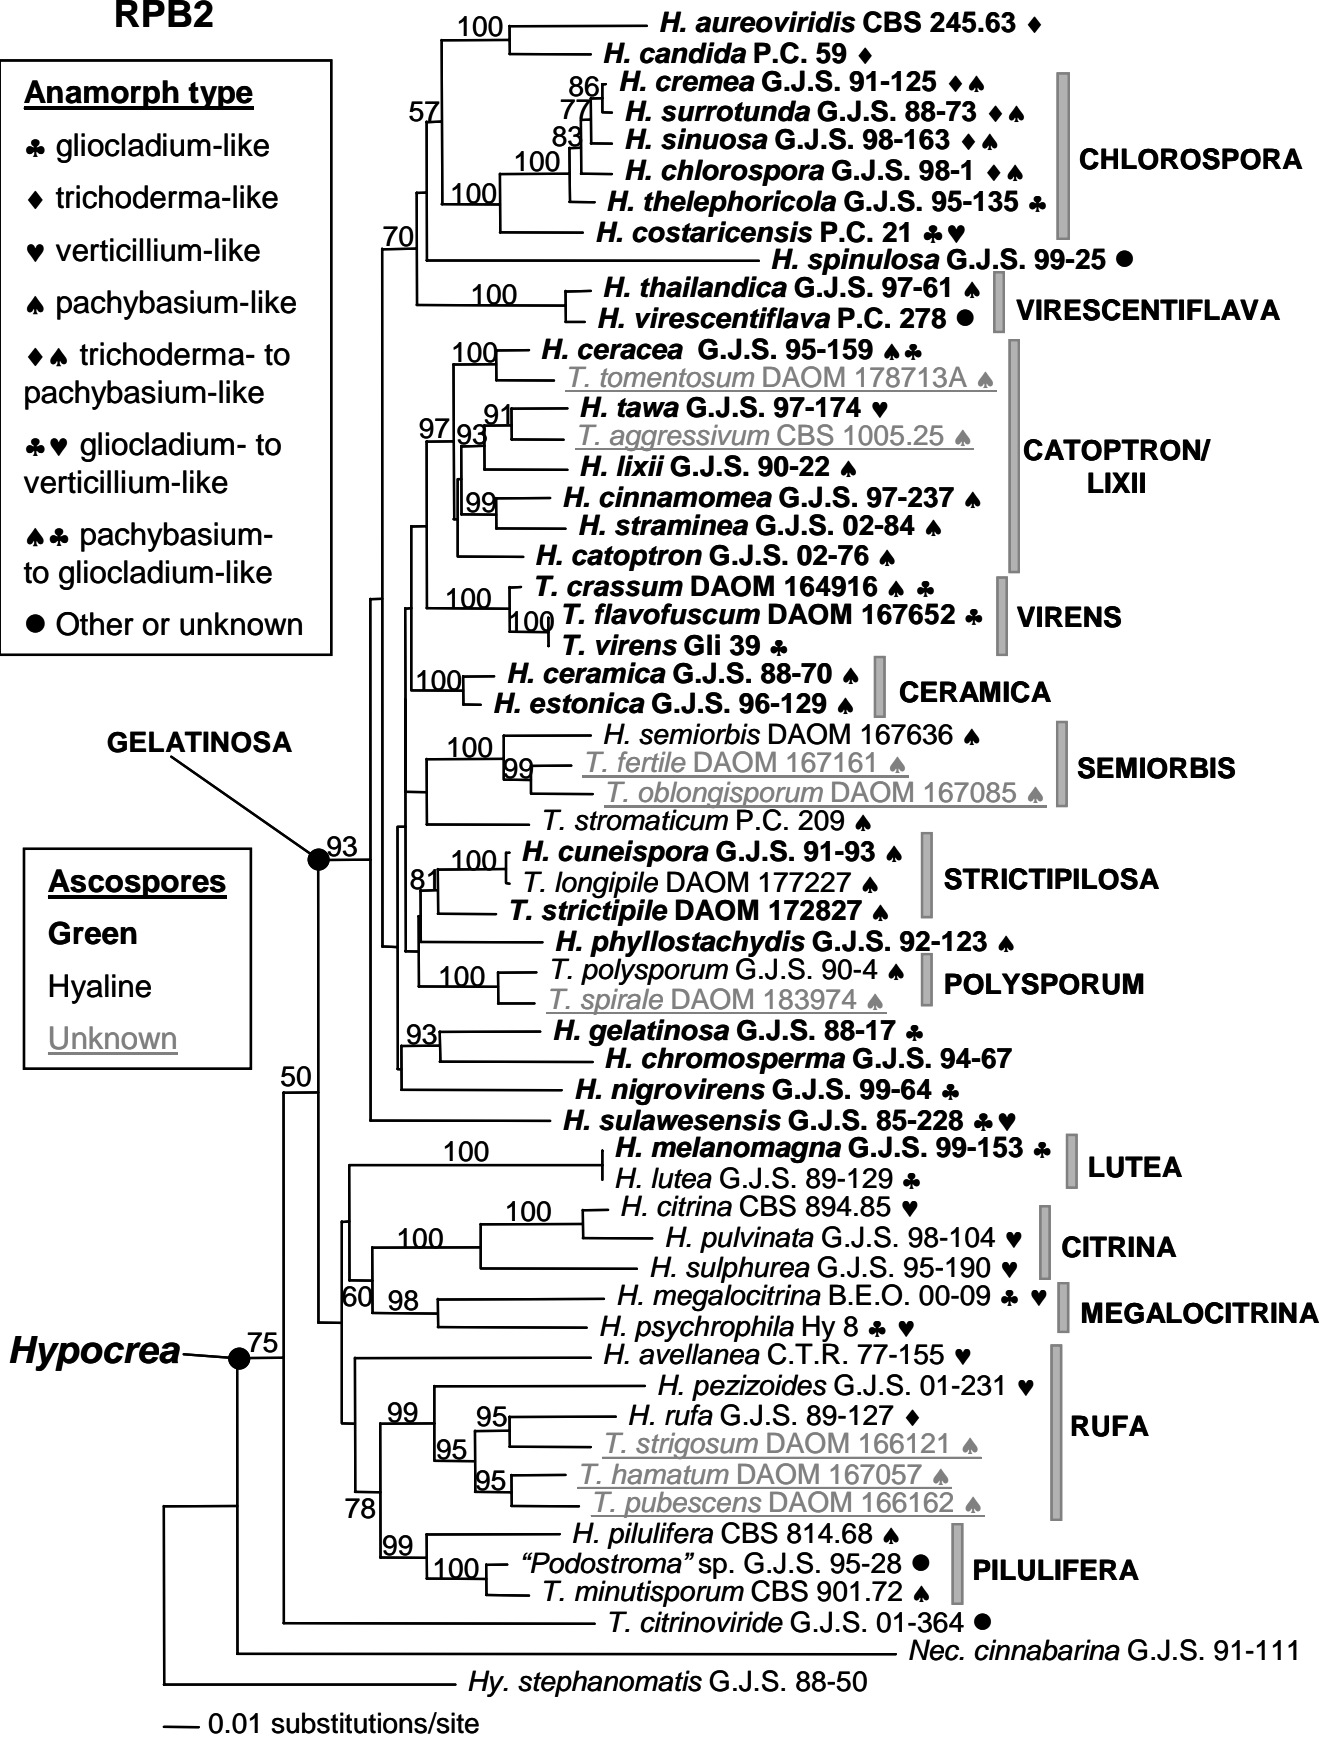 RPB2
Anamorph type
♣ gliocladium-like
♦ trichoderma-like
♥ verticillium-like
♠ pachybasium-like
♦♠ trichoderma- to
pachybasium-like
♣♥ gliocladium- to
verticillium-like
♠♣ pachybasium-
to gliocladium-like
● Other or unknown
GELATINOSA
Ascospores
Green
Hyaline
Unknown
Hypocrea
100
H. aureoviridis CBS 245.63 ♦
H. candida P.C. 59 ♦
86
H. cremea G.J.S. 91-125 ♦♠
57
77
H. surrotunda G.J.S. 88-73 ♦♠
83
H. sinuosa G.J.S. 98-163 ♦♠
CHLOROSPORA
100
H. chlorospora G.J.S. 98-1 ♦♠
100
H. thelephoricola G.J.S. 95-135 ♣
70
H. costaricensis P.C. 21 ♣♥
H. spinulosa G.J.S. 99-25 ●
100
H. thailandica G.J.S. 97-61 ♠
VIRESCENTIFLAVA
H. virescentiflava P.C. 278 ●
100
H. ceracea G.J.S. 95-159 ♠♣
T. tomentosum DAOM 178713A ♠
91
H. tawa G.J.S. 97-174 ♥
97
93
T. aggressivum CBS 1005.25 ♠
CATOPTRON/
LIXII
H. lixii G.J.S. 90-22 ♠
99
H. cinnamomea G.J.S. 97-237 ♠
H. straminea G.J.S. 02-84 ♠
H. catoptron G.J.S. 02-76 ♠
100
T. crassum DAOM 164916 ♠ ♣
100
T. flavofuscum DAOM 167652 ♣
VIRENS
T. virens Gli 39 ♣
100
H. ceramica G.J.S. 88-70 ♠
CERAMICA
H. estonica G.J.S. 96-129 ♠
100
H. semiorbis DAOM 167636 ♠
99
T. fertile DAOM 167161 ♠
SEMIORBIS
T. oblongisporum DAOM 167085 ♠
T. stromaticum P.C. 209 ♠
93
100
H. cuneispora G.J.S. 91-93 ♠
81
T. longipile DAOM 177227 ♠
STRICTIPILOSA
T. strictipile DAOM 172827 ♠
H. phyllostachydis G.J.S. 92-123 ♠
100
T. polysporum G.J.S. 90-4 ♠
POLYSPORUM
T. spirale DAOM 183974 ♠
93
H. gelatinosa G.J.S. 88-17 ♣
H. chromosperma G.J.S. 94-67
50
H. nigrovirens G.J.S. 99-64 ♣
H. sulawesensis G.J.S. 85-228 ♣♥
100
H. melanomagna G.J.S. 99-153 ♣
LUTEA
H. lutea G.J.S. 89-129 ♣
100
H. citrina CBS 894.85 ♥
100
H. pulvinata G.J.S. 98-104 ♥
CITRINA
H. sulphurea G.J.S. 95-190 ♥
60
98
H. megalocitrina B.E.O. 00-09 ♣ ♥
MEGALOCITRINA
H. psychrophila Hy 8 ♣ ♥
75
H. avellanea C.T.R. 77-155 ♥
H. pezizoides G.J.S. 01-231 ♥
99
95
H. rufa G.J.S. 89-127 ♦
RUFA
95
T. strigosum DAOM 166121 ♠
95
T. hamatum DAOM 167057 ♠
78
T. pubescens DAOM 166162 ♠
99
H. pilulifera CBS 814.68 ♠
100
“Podostroma” sp. G.J.S. 95-28 ●
PILULIFERA
T. minutisporum CBS 901.72 ♠
T. citrinoviride G.J.S. 01-364 ●
Nec. cinnabarina G.J.S. 91-111
Hy. stephanomatis G.J.S. 88-50
0.01 substitutions/site